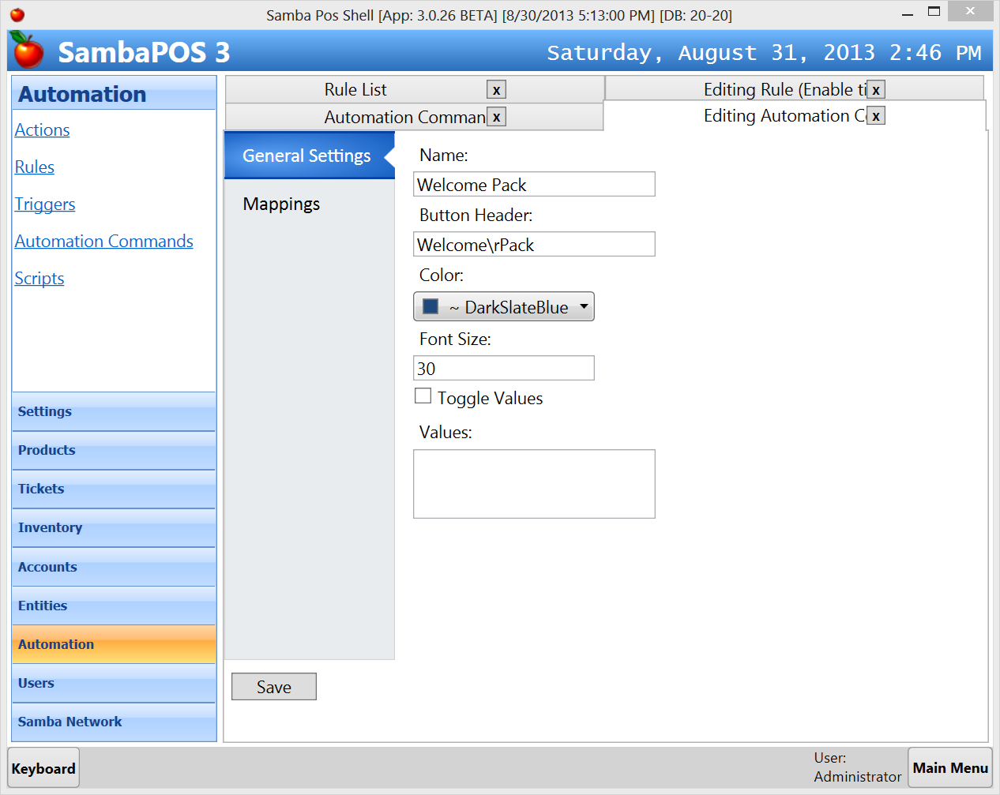 Samba Pos Shell [App: 3.0.26 BETA] [8/30/2013 5:13:00 PM] [DB: 20-20]
SambaPOS 3
Saturday, August 31, 2013 2:46 PM
Automation
Actions
Rules
Triggers
Automation Commands
Scripts
Settings
Products
Tickets
Inventory
Accounts
Entities
Automation
Users
Samba Network
Rule List x
Editing Rule (Enable ti x
Automation Comman x
Editing Automation C x
General Settings
Mappings
Name:
Welcome Pack
Button Header:
Welcome\rPack
Color:
~ DarkSlateBlue
Font Size:
30
Toggle Values
Values:
Save
Keyboard
User:
Administrator
Main Menu